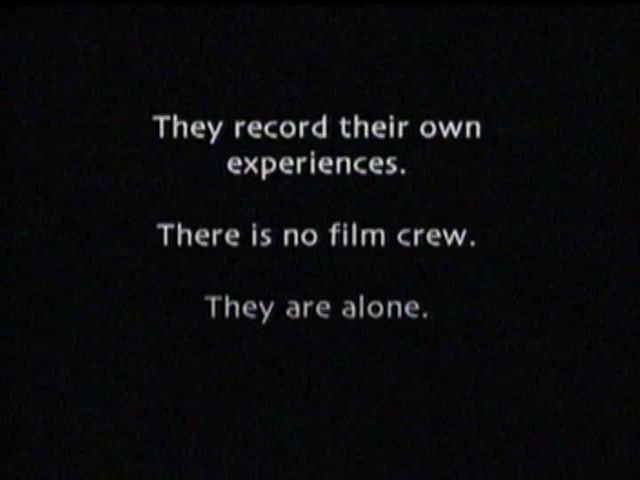 They record their own
experiences.
There is no film crew.
They are alone.